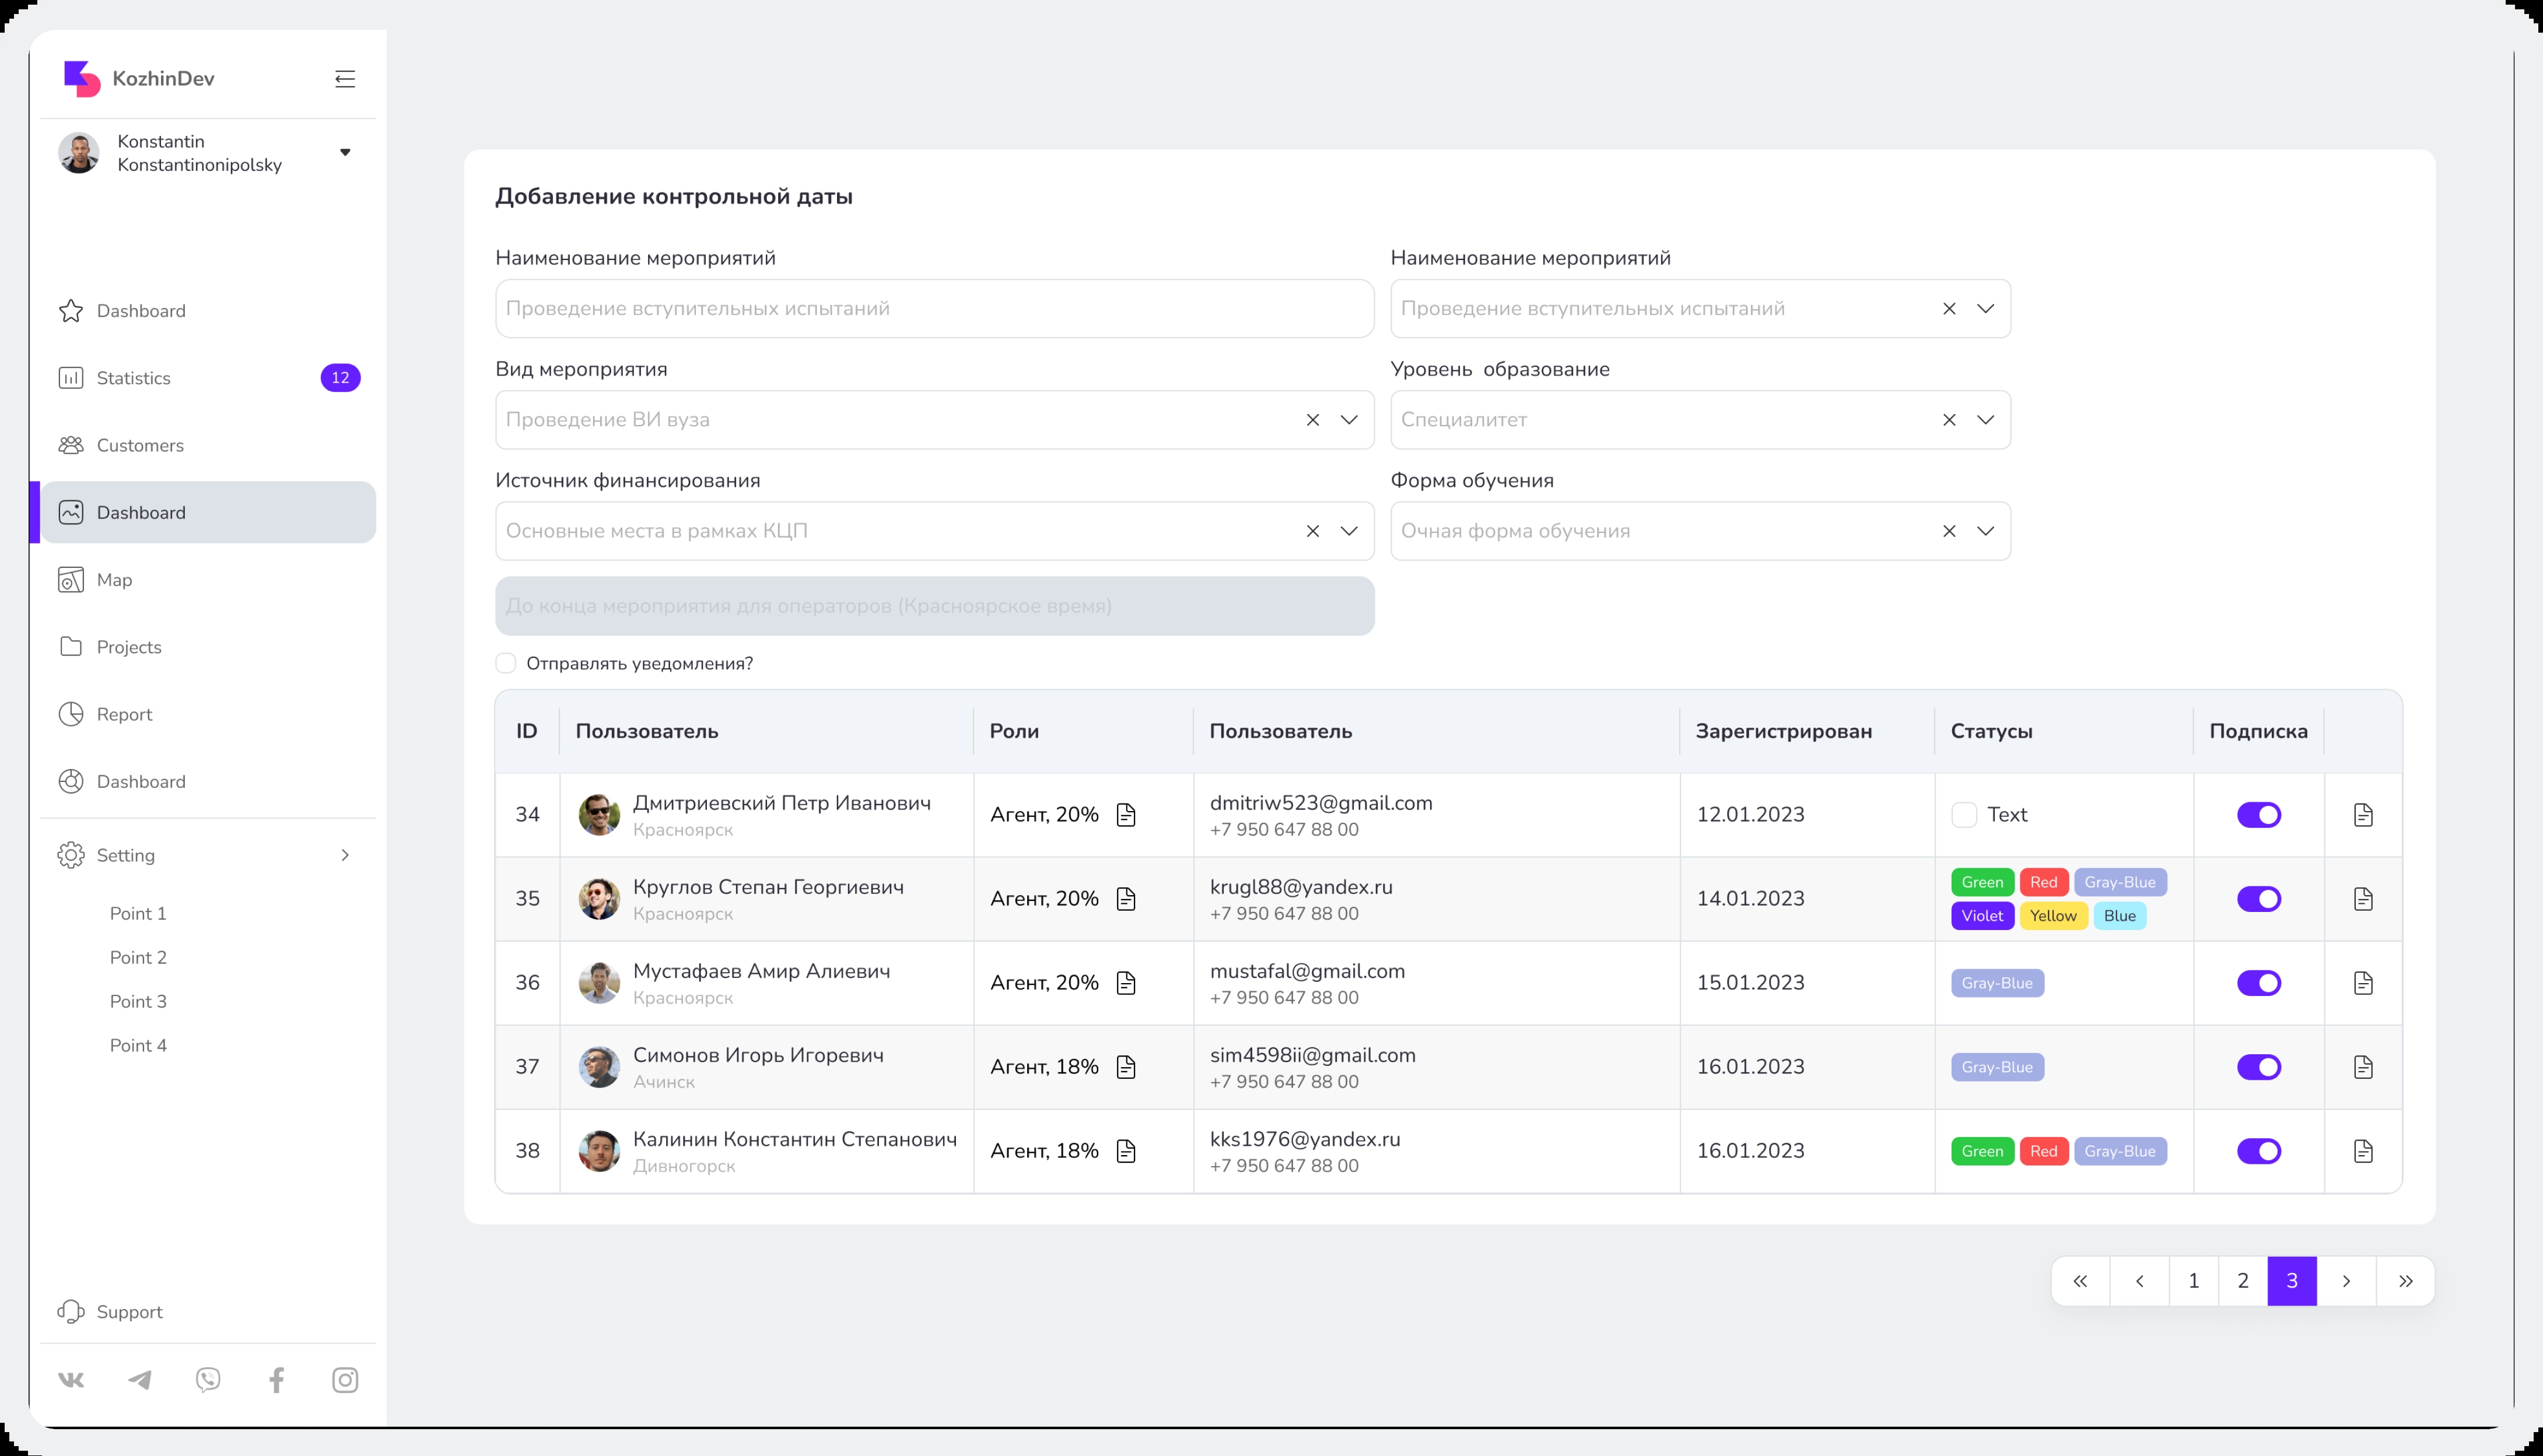 KozhinDev
Konstantin
Konstantinonipolsky
Dashboard
Statistics
12
Customers
Dashboard
Map
Projects
Report
Dashboard
Setting
Point 1
Point 2
Point 3
Point 4
Support
Добавление контрольной даты
Наименование мероприятий
Проведение вступительных испытаний
Наименование мероприятий
Проведение вступительных испытаний
Вид мероприятия
Проведение ВИ вуза
Уровень образование
Специалитет
Источник финансирования
Основные места в рамках КЦП
Форма обучения
Очная форма обучения
До конца мероприятия для операторов (Красноярское время)
Отправлять уведомления?
ID Пользователь Роли Пользователь Зарегистрирован Статусы Подписка
34 Дмитриевский Петр Иванович Агент, 20% dmitriw523@gmail.com 12.01.2023 Text
Красноярск +7 950 647 88 00
35 Круглов Степан Георгиевич Агент, 20% krugl88@yandex.ru 14.01.2023 Green Red Gray-Blue
Красноярск +7 950 647 88 00 Violet Yellow Blue
36 Мустафаев Амир Алиевич Агент, 20% mustafal@gmail.com 15.01.2023 Gray-Blue
Красноярск +7 950 647 88 00
37 Симонов Игорь Игоревич Агент, 18% sim4598ii@gmail.com 16.01.2023 Gray-Blue
Ачинск +7 950 647 88 00
38 Калинин Константин Степанович Агент, 18% kks1976@yandex.ru 16.01.2023 Green Red Gray-Blue
Дивногорск +7 950 647 88 00
« ‹ 1 2 3 › »